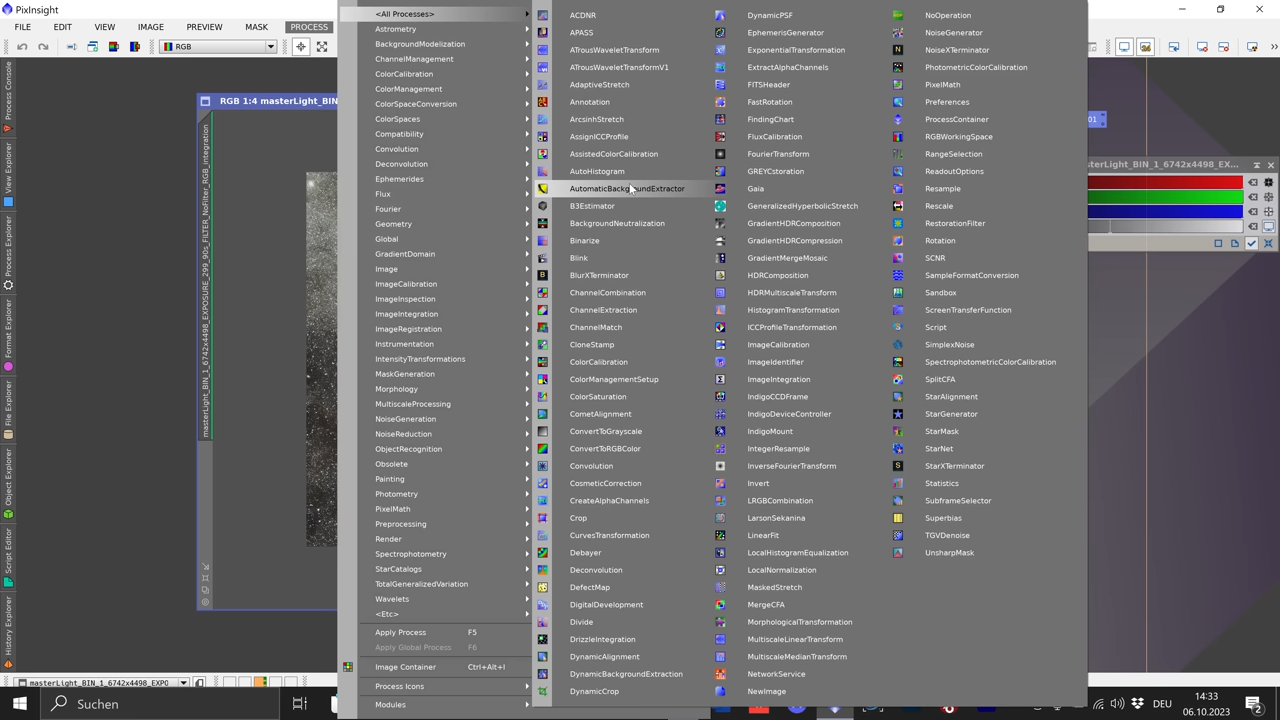 PixInsight
FILE
EDIT
VIEW
IMAGE
PREVIEW
MASK
PROCESS
RGB
View Explorer
Process Explorer
Format Explorer
File Explorer
Object Explorer
Script Explorer
History Explorer
RGB 1:4 masterLight_BIN
masterLight_BIN_1_6742x4498_EXPOSURE_299_90s_FILTER_NoFilter_RGB_integration
masterLight_BIN_1_6742x4498_EXPO
<All Processes>
Astrometry
BackgroundModelization
ChannelManagement
ColorCalibration
ColorManagement
ColorSpaceConversion
ColorSpaces
Compatibility
Convolution
Deconvolution
Ephemerides
Flux
Fourier
Geometry
Global
GradientDomain
Image
ImageCalibration
ImageInspection
ImageIntegration
ImageRegistration
Instrumentation
IntensityTransformations
MaskGeneration
Morphology
MultiscaleProcessing
NoiseGeneration
NoiseReduction
ObjectRecognition
Obsolete
Painting
Photometry
PixelMath
Preprocessing
Render
Spectrophotometry
StarCatalogs
TotalGeneralizedVariation
Wavelets
<Etc>
Apply Process F5
Apply Global Process F6
Image Container Ctrl+Alt+I
Process Icons
Modules
ACDNR
APASS
ATrousWaveletTransform
ATrousWaveletTransformV1
AdaptiveStretch
Annotation
ArcsinhStretch
AssignICCProfile
AssistedColorCalibration
AutoHistogram
AutomaticBackgroundExtractor
B3Estimator
BackgroundNeutralization
Binarize
Blink
BlurXTerminator
ChannelCombination
ChannelExtraction
ChannelMatch
CloneStamp
ColorCalibration
ColorManagementSetup
ColorSaturation
CometAlignment
ConvertToGrayscale
ConvertToRGBColor
Convolution
CosmeticCorrection
CreateAlphaChannels
Crop
CurvesTransformation
Debayer
Deconvolution
DefectMap
DigitalDevelopment
Divide
DrizzleIntegration
DynamicAlignment
DynamicBackgroundExtraction
DynamicCrop
DynamicPSF
EphemerisGenerator
ExponentialTransformation
ExtractAlphaChannels
FITSHeader
FastRotation
FindingChart
FluxCalibration
FourierTransform
GREYCstoration
Gaia
GeneralizedHyperbolicStretch
GradientHDRComposition
GradientHDRCompression
GradientMergeMosaic
HDRComposition
HDRMultiscaleTransform
HistogramTransformation
ICCProfileTransformation
ImageCalibration
ImageIdentifier
ImageIntegration
IndigoCCDFrame
IndigoDeviceController
IndigoMount
IntegerResample
InverseFourierTransform
Invert
LRGBCombination
LarsonSekanina
LinearFit
LocalHistogramEqualization
LocalNormalization
MaskedStretch
MergeCFA
MorphologicalTransformation
MultiscaleLinearTransform
MultiscaleMedianTransform
NetworkService
NewImage
NoOperation
NoiseGenerator
NoiseXTerminator
PhotometricColorCalibration
PixelMath
Preferences
ProcessContainer
RGBWorkingSpace
RangeSelection
ReadoutOptions
Resample
Rescale
RestorationFilter
Rotation
SCNR
SampleFormatConversion
Sandbox
ScreenTransferFunction
Script
SimplexNoise
SpectrophotometricColorCalibration
SplitCFA
StarAlignment
StarGenerator
StarMask
StarNet
StarXTerminator
Statistics
SubframeSelector
Superbias
TGVDenoise
UnsharpMask
01
sterLight_BIN_1_6742x4498_EX...
Suchen
14:33
06.10.2023